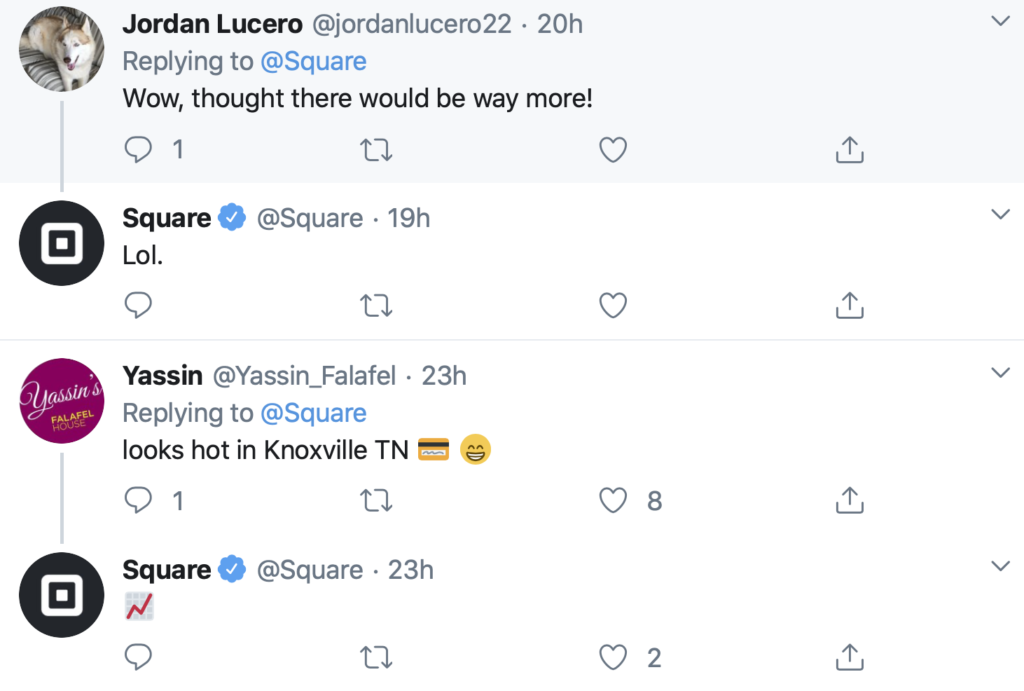 Jordan Lucero @jordanlucero22 · 20h
Replying to @Square
Wow, thought there would be way more!
1
Square @Square · 19h
Lol.
Yassin's
FALAFEL
HOUSE
Yassin @Yassin_Falafel · 23h
Replying to @Square
looks hot in Knoxville TN 💳 😁
1 8
Square @Square · 23h
📈
2